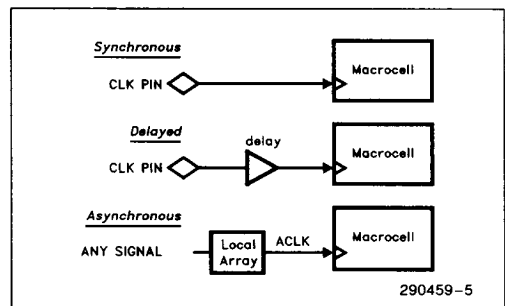 Synchronous
CLK PIN
Macrocell
Delayed
delay
CLK PIN
Macrocell
Asynchronous
ANY SIGNAL
Local
Array
ACLK
Macrocell
290459-5